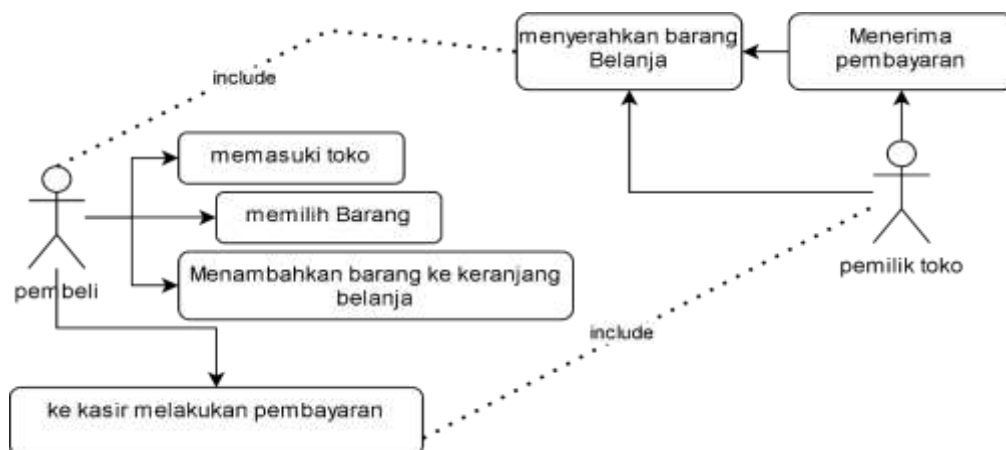 menyerahkan barang
Belanja
Menerima
pembayaran
include
memasuki toko
memilih Barang
Menambahkan barang ke keranjang
belanja
pembeli
pemilik toko
include
ke kasir melakukan pembayaran